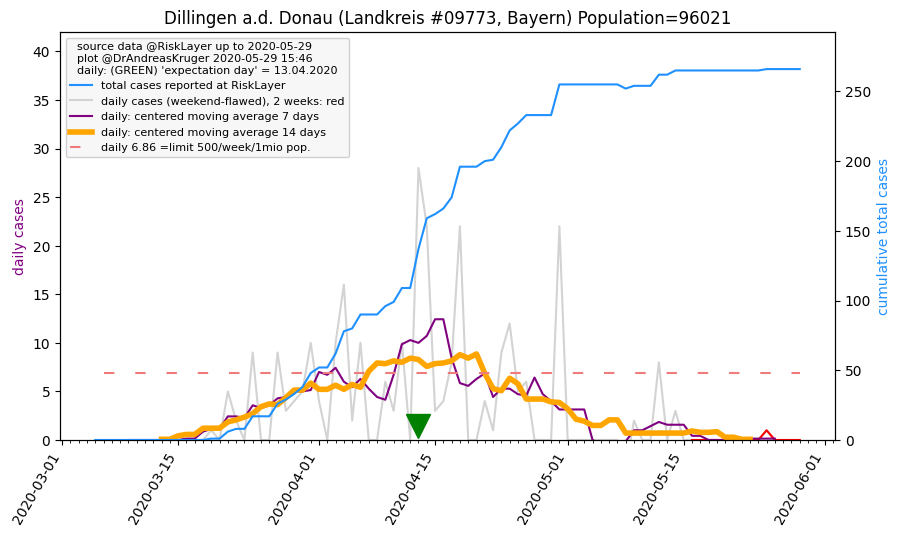 Dillingen a.d. Donau (Landkreis #09773, Bayern) Population=96021
source data @RiskLayer up to 2020-05-29
plot @DrAndreasKruger 2020-05-29 15:46
daily: (GREEN) 'expectation day' = 13.04.2020
total cases reported at RiskLayer
daily cases (weekend-flawed), 2 weeks: red
daily: centered moving average 7 days
daily: centered moving average 14 days
daily 6.86 =limit 500/week/1mio pop.
daily cases
40
35
30
25
20
15
10
5
0
cumulative total cases
250
200
150
100
50
0
2020-03-01
2020-03-15
2020-04-01
2020-04-15
2020-05-01
2020-05-15
2020-06-01